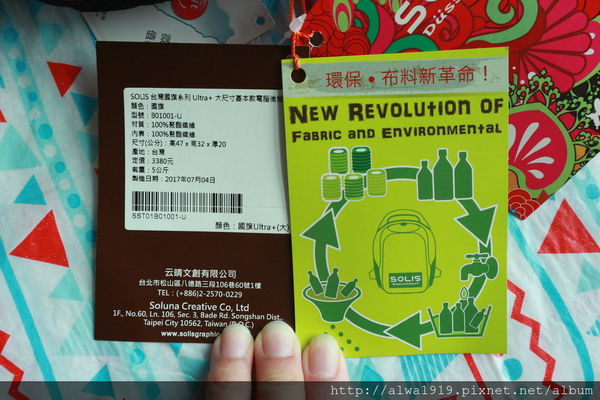 SOLIS 台灣國旗系列 Ultra+ 大尺寸基本款電腦後背
顏色：國旗
型號：B01001-U
材質：100%聚酯纖維
內裏：100%聚酯纖維
尺寸(公分)：高47 x 寬32 x 厚20
產地：台灣
定價：3380元
載重：5公斤
製造日期：2017年07月04日
SST01B01001-U
顏色：國旗Ultra+(大)
云晴文創有限公司
台北市松山區八德路三段106巷60號1樓
TEL：(+886)2-2570-0229
Soluna Creative Co, Ltd
1F., No.60, Ln. 106, Sec. 3, Bade Rd. Songshan Dist.,
Taipei City 10562, Taiwan (R.O.C.)
www.solisgraphic
環保・布料新革命！
NEW REVOLUTION OF
FABRIC AND ENVIRONMENTAL
SOLIS
Düss
http://alwa1919.pixnet.net/album